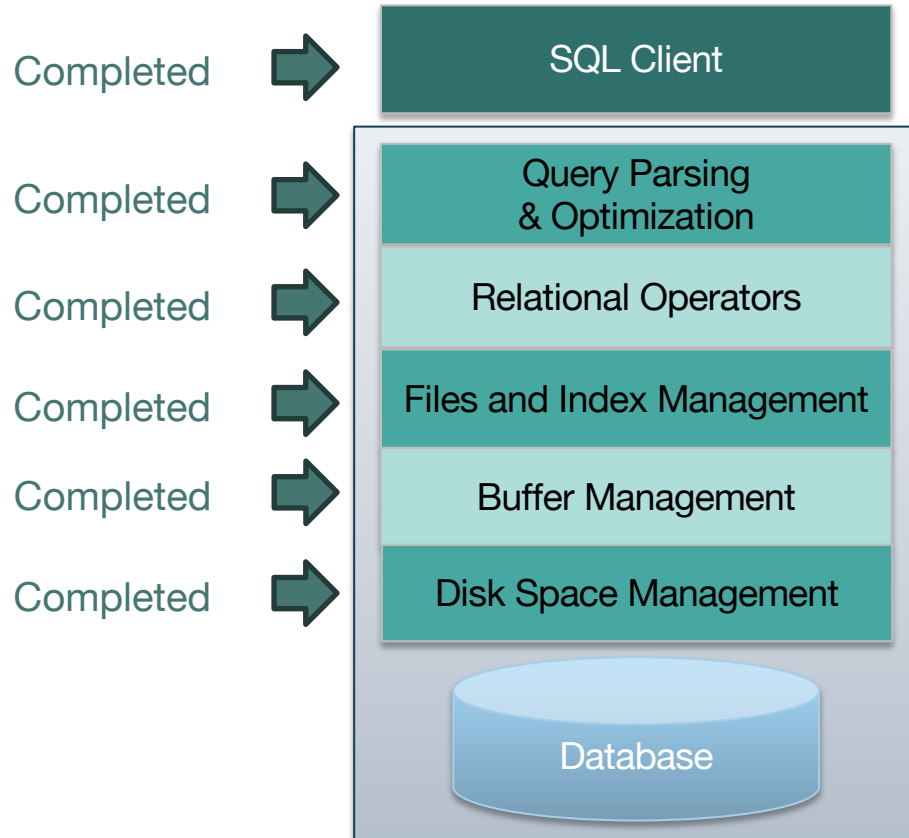 Completed
SQL Client
Completed
Query Parsing
& Optimization
Completed
Relational Operators
Completed
Files and Index Management
Completed
Buffer Management
Completed
Disk Space Management
Database